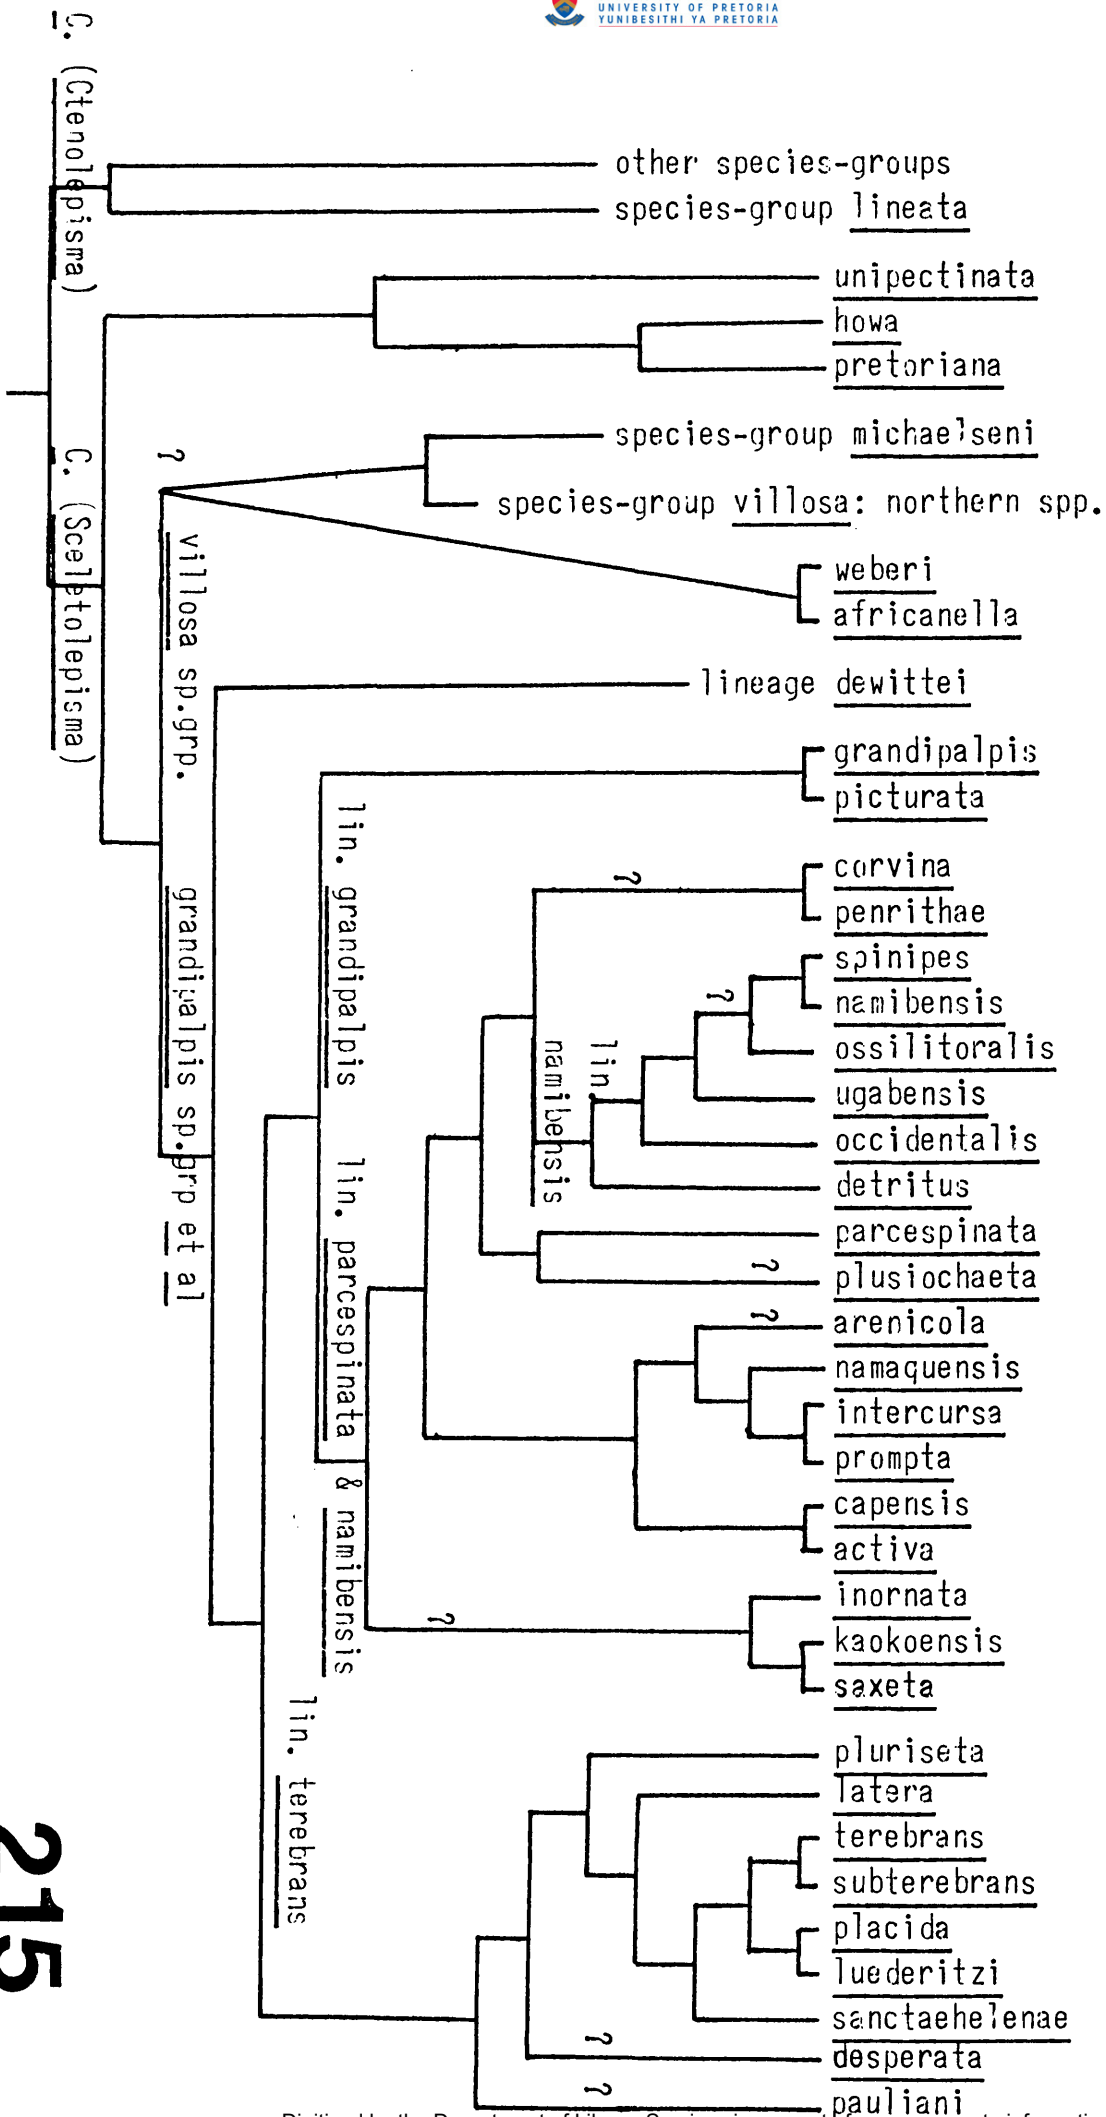 UNIVERSITY OF PRETORIA
YUNIBESITHI YA PRETORIA
C. (Ctenolepisma)
other species-groups
species-group lineata
unipectinata
howa
pretoriana
C. (Sceletolepisma)
?
species-group michaelseni
species-group villosa: northern spp.
weberi
africanella
villosa sp.grp.
lineage dewittei
grandipalpis sp.grp et al
grandipalpis
picturata
lin. grandipalpis
lin. parcespinata & namibensis
?
corvina
penrithae
spinipes
namibensis
?
ossilitoralis
ugabensis
occidentalis
detritus
lin.
namibensis
parcespinata
?
plusiochaeta
?
arenicola
namaquensis
intercursa
prompta
capensis
activa
inornata
?
kaokoensis
saxeta
lin. terebrans
pluriseta
latera
terebrans
subterebrans
placida
luederitzi
sanctaehelenae
?
desperata
?
pauliani
215